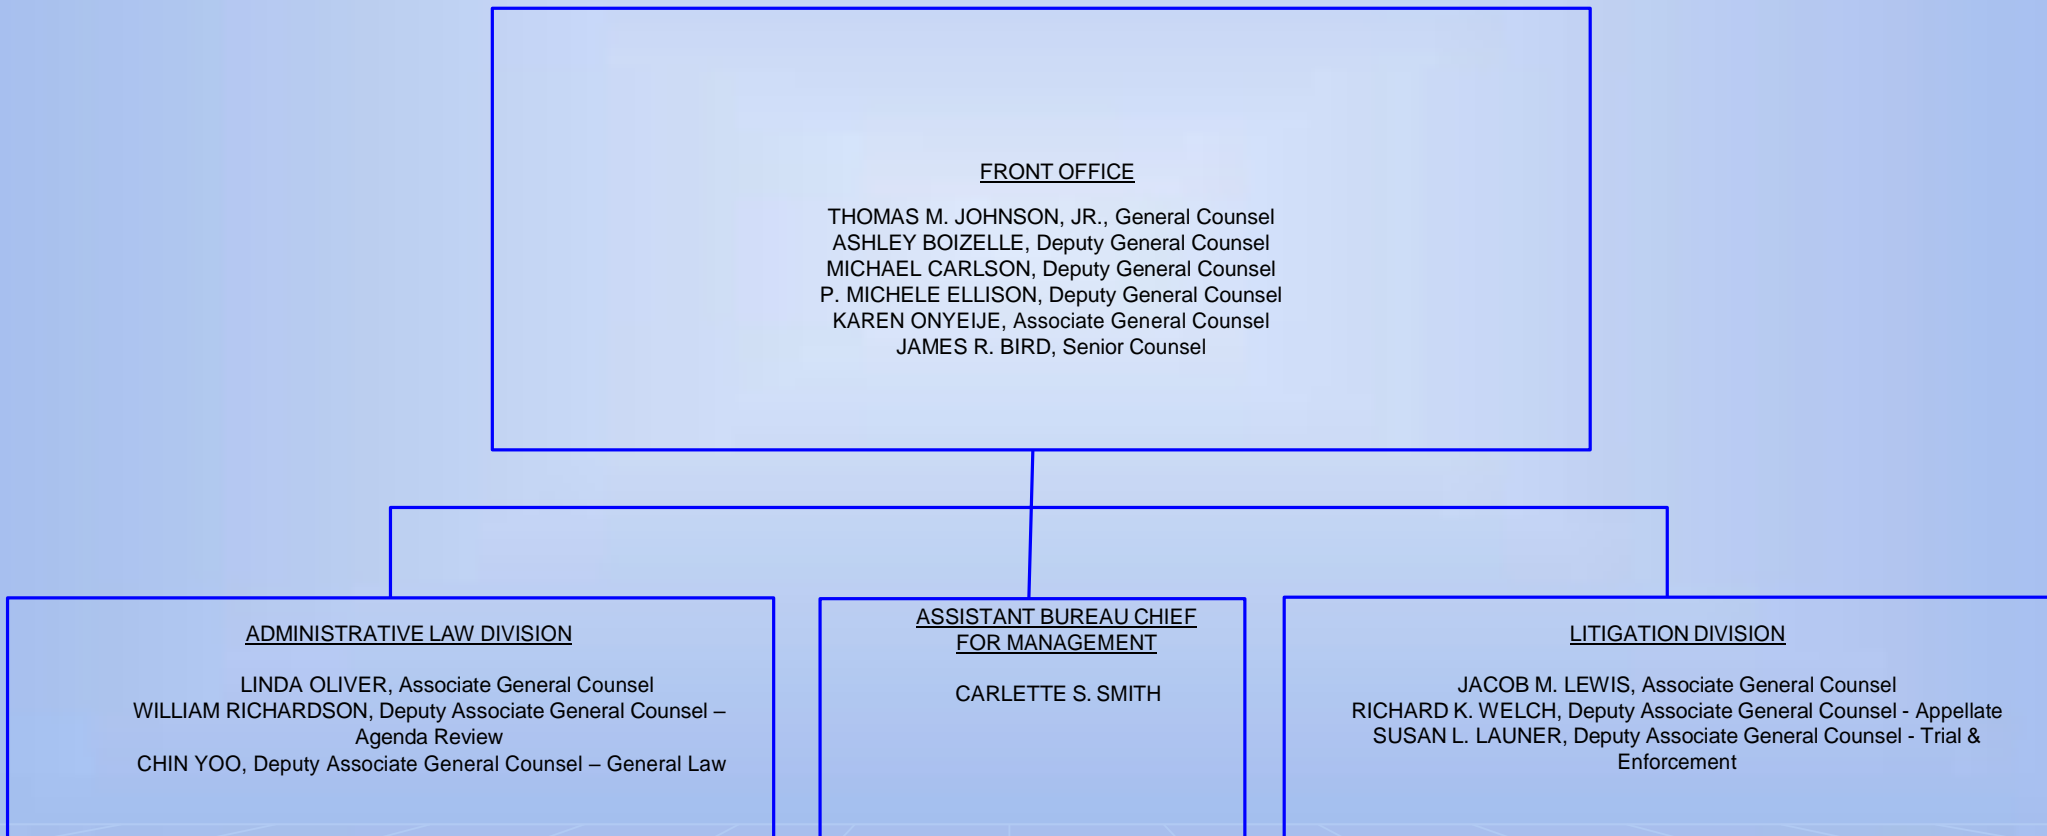 FRONT OFFICE
THOMAS M. JOHNSON, JR., General Counsel
ASHLEY BOIZELLE, Deputy General Counsel
MICHAEL CARLSON, Deputy General Counsel
P. MICHELE ELLISON, Deputy General Counsel
KAREN ONYEIJE, Associate General Counsel
JAMES R. BIRD, Senior Counsel
ADMINISTRATIVE LAW DIVISION
LINDA OLIVER, Associate General Counsel
WILLIAM RICHARDSON, Deputy Associate General Counsel –
Agenda Review
CHIN YOO, Deputy Associate General Counsel – General Law
ASSISTANT BUREAU CHIEF
FOR MANAGEMENT
CARLETTE S. SMITH
LITIGATION DIVISION
JACOB M. LEWIS, Associate General Counsel
RICHARD K. WELCH, Deputy Associate General Counsel - Appellate
SUSAN L. LAUNER, Deputy Associate General Counsel - Trial &
Enforcement